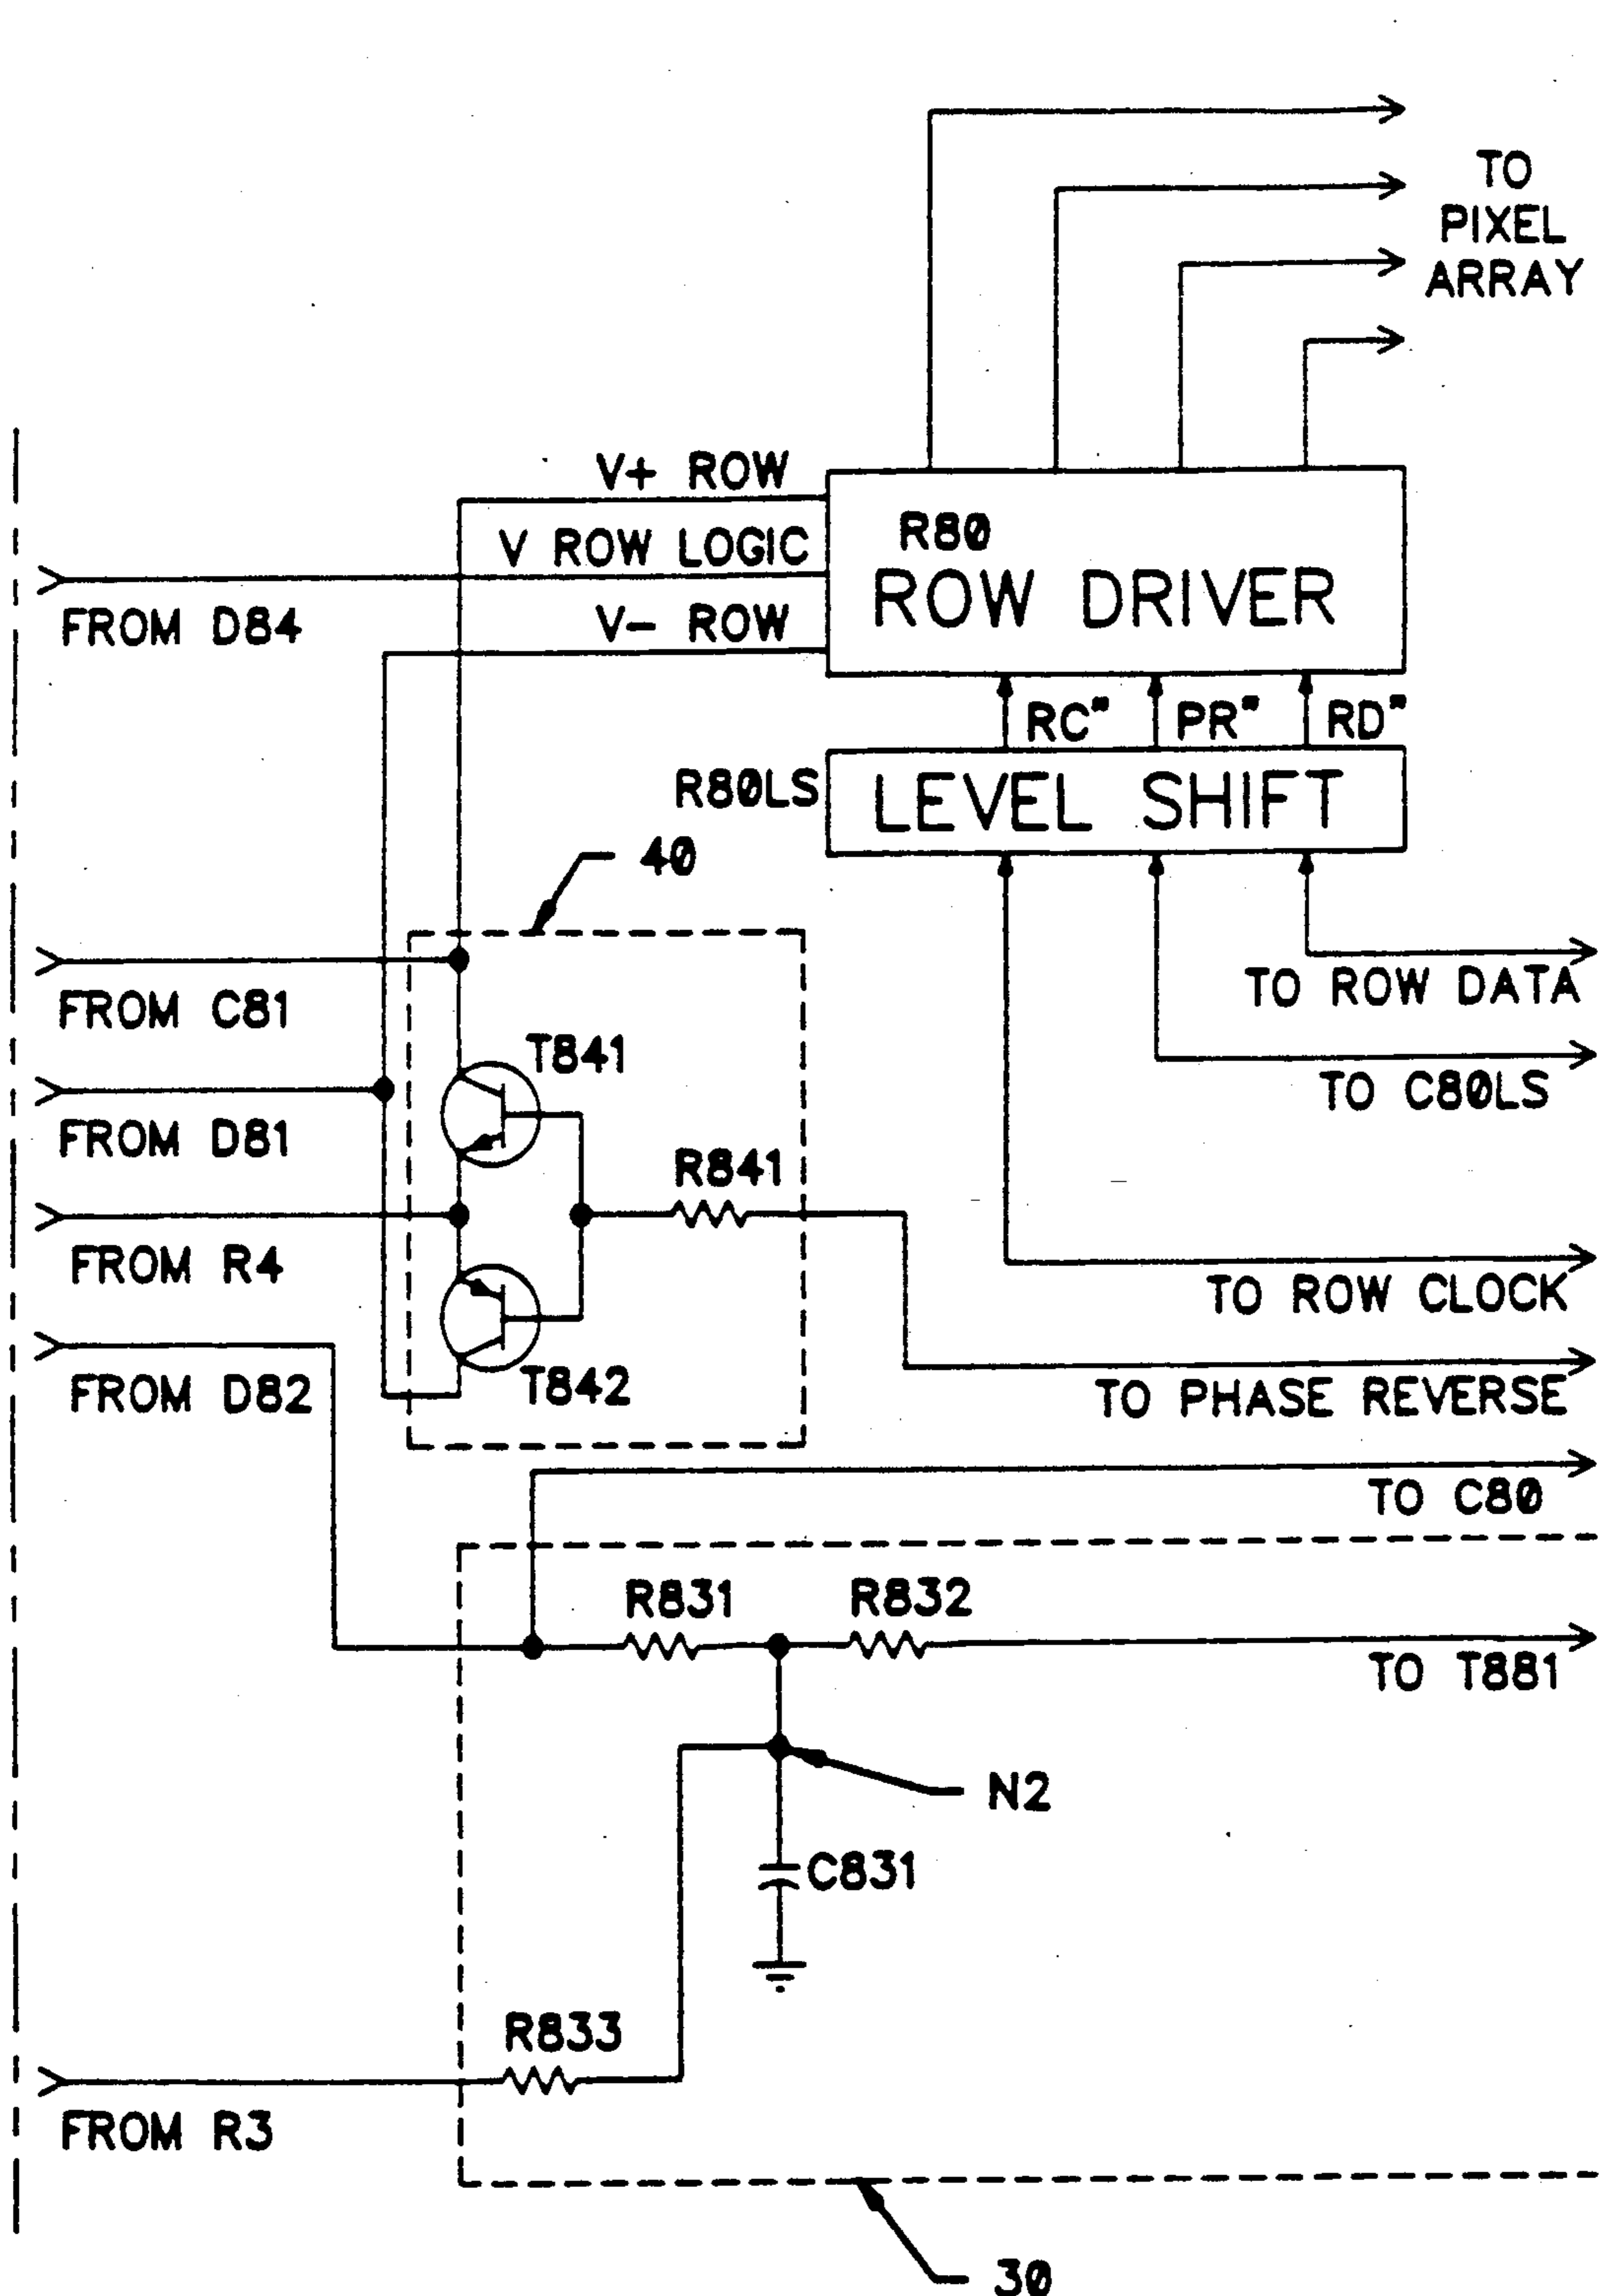 TO
PIXEL
ARRAY
V+ ROW
V ROW LOGIC
V- ROW
FROM D84
R80
ROW DRIVER
RC"
PR"
RD"
R80LS
LEVEL SHIFT
40
FROM C81
TO ROW DATA
T841
TO C80LS
FROM D81
R841
FROM R4
TO ROW CLOCK
T842
FROM D82
TO PHASE REVERSE
TO C80
R831
R832
TO T881
N2
C831
R833
FROM R3
30